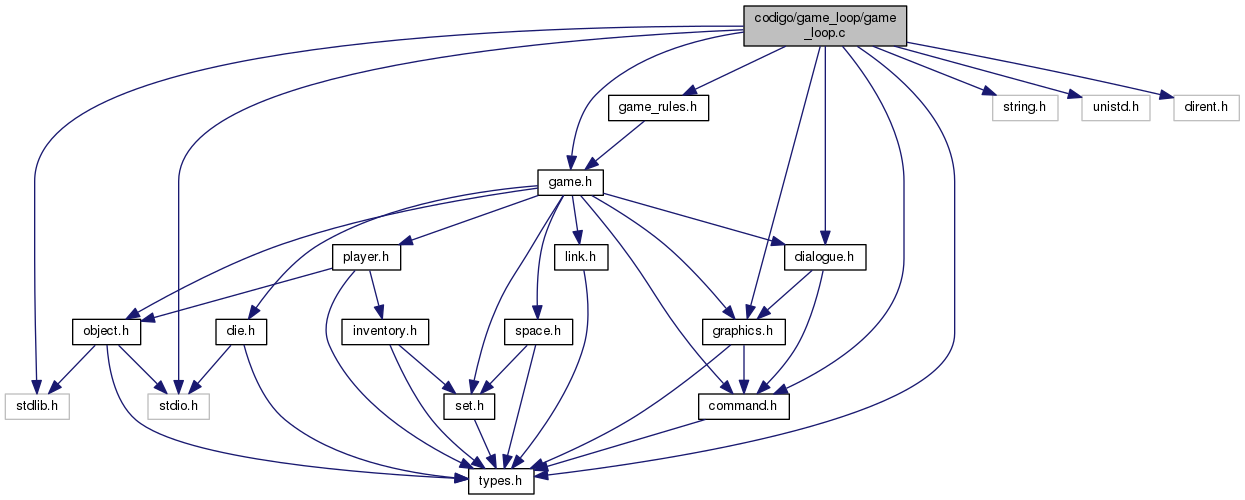 codigo/game_loop/game
_loop.c
game_rules.h
string.h
unistd.h
dirent.h
game.h
player.h
link.h
dialogue.h
object.h
die.h
inventory.h
space.h
graphics.h
stdlib.h
stdio.h
set.h
command.h
types.h